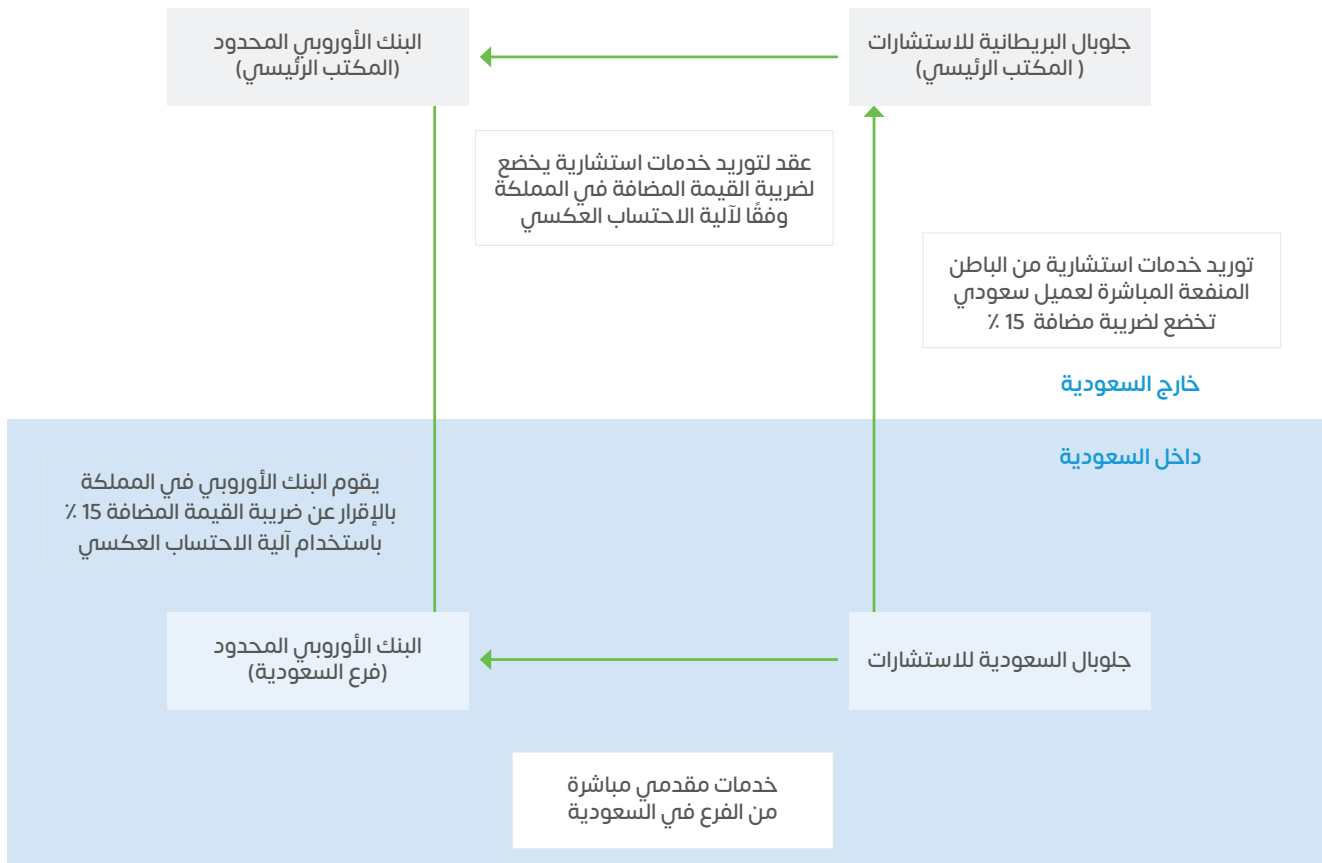 جلوبال البريطانية للاستشارات
( المكتب الرئيسي)
البنك الأوروبي المحدود
(المكتب الرئيسي)
عقد لتوريد خدمات استشارية يخضع
لضريبة القيمة المضافة في المملكة
وفقًا لآلية الاحتساب العكسي
توريد خدمات استشارية من الباطن
المنفعة المباشرة لعميل سعودي
تخضع لضريبة مضافة 15 ٪
خارج السعودية
داخل السعودية
يقوم البنك الأوروبي في المملكة
بالإقرار عن ضريبة القيمة المضافة 15 ٪
باستخدام آلية الاحتساب العكسي
جلوبال السعودية للاستشارات
البنك الأوروبي المحدود
(فرع السعودية)
خدمات مقدمي مباشرة
من الفرع في السعودية